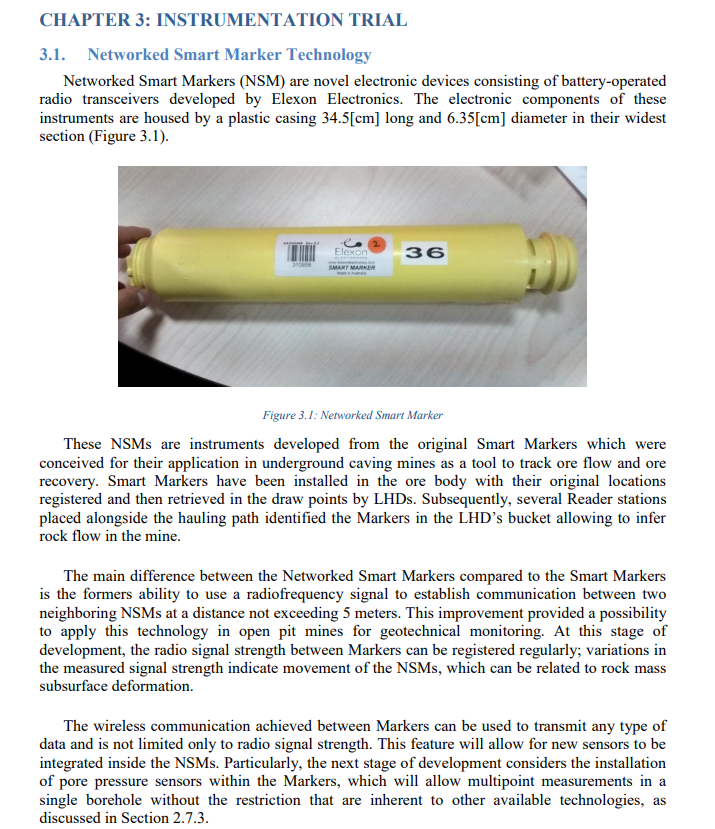 CHAPTER 3: INSTRUMENTATION TRIAL
3.1. Networked Smart Marker Technology
Networked Smart Markers (NSM) are novel electronic devices consisting of battery-operated
radio transceivers developed by Elexon Electronics. The electronic components of these
instruments are housed by a plastic casing 34.5[cm] long and 6.35[cm] diameter in their widest
section (Figure 3.1).
2
Elexon
36
310958
SMART MARKER
Made in Australia
Figure 3.1: Networked Smart Marker
These NSMs are instruments developed from the original Smart Markers which were
conceived for their application in underground caving mines as a tool to track ore flow and ore
recovery. Smart Markers have been installed in the ore body with their original locations
registered and then retrieved in the draw points by LHDs. Subsequently, several Reader stations
placed alongside the hauling path identified the Markers in the LHD's bucket allowing to infer
rock flow in the mine.
The main difference between the Networked Smart Markers compared to the Smart Markers
is the formers ability to use a radiofrequency signal to establish communication between two
neighboring NSMs at a distance not exceeding 5 meters. This improvement provided a possibility
to apply this technology in open pit mines for geotechnical monitoring. At this stage of
development, the radio signal strength between Markers can be registered regularly; variations in
the measured signal strength indicate movement of the NSMs, which can be related to rock mass
subsurface deformation.
The wireless communication achieved between Markers can be used to transmit any type of
data and is not limited only to radio signal strength. This feature will allow for new sensors to be
integrated inside the NSMs. Particularly, the next stage of development considers the installation
of pore pressure sensors within the Markers, which will allow multipoint measurements in a
single borehole without the restriction that are inherent to other available technologies, as
discussed in Section 2.7.3.